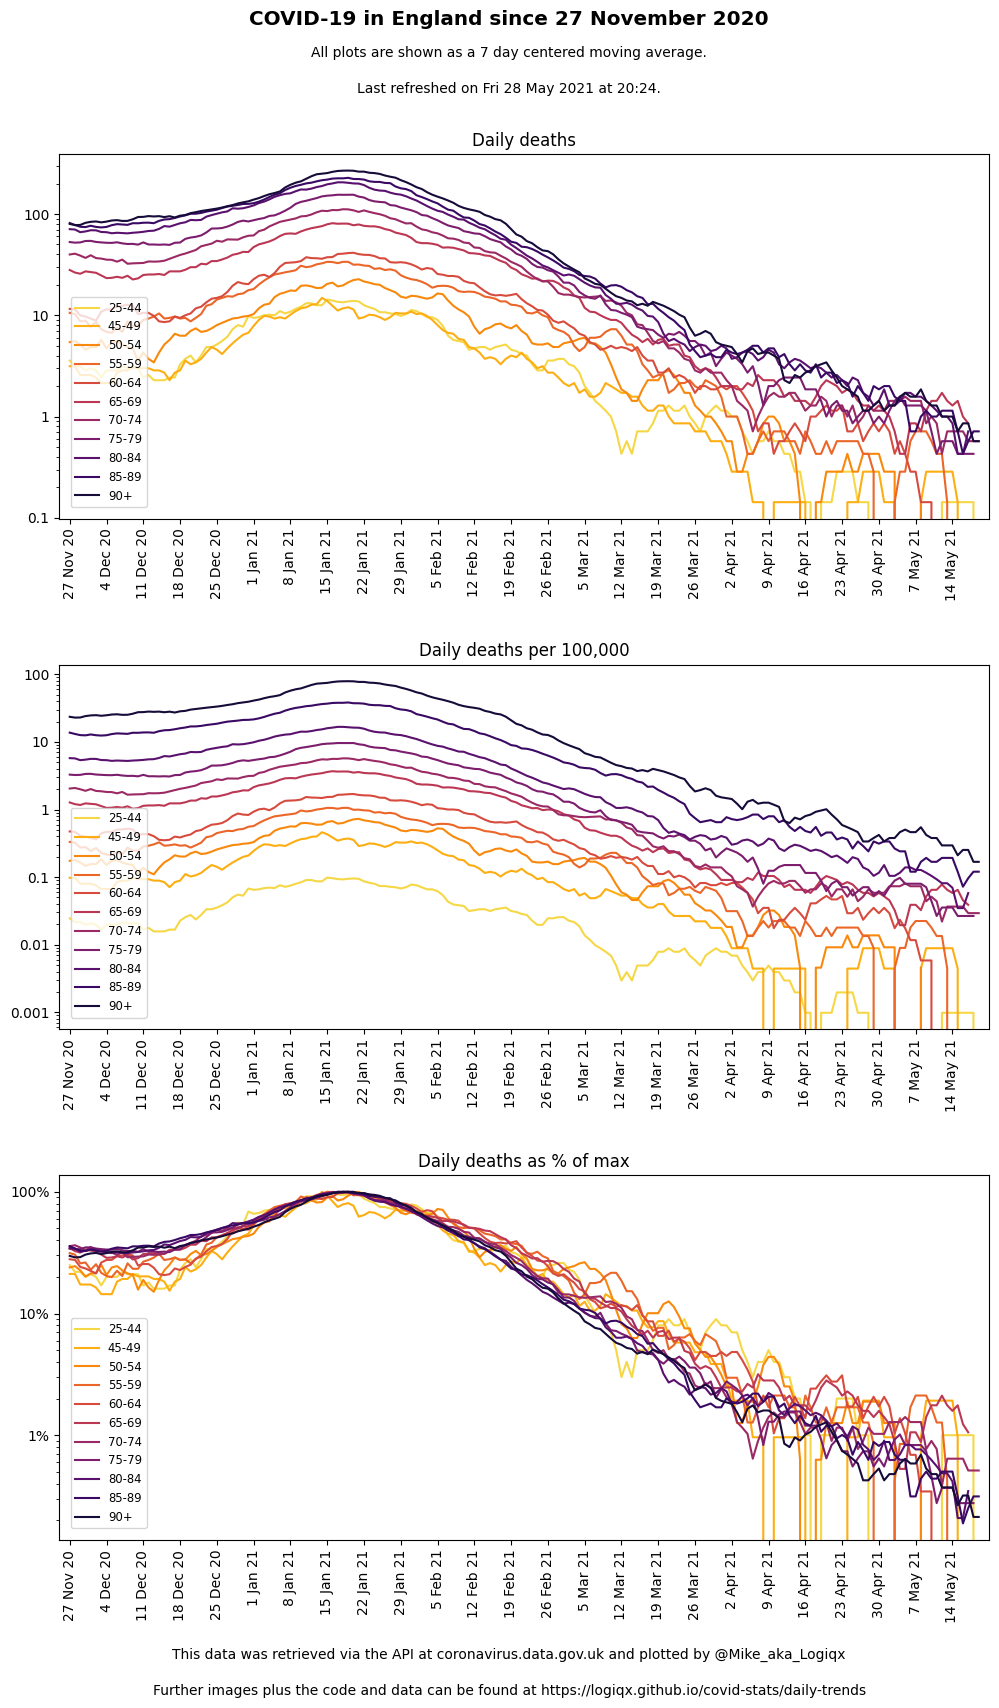 COVID-19 in England since 27 November 2020
All plots are shown as a 7 day centered moving average.
Last refreshed on Fri 28 May 2021 at 20:24.
Daily deaths
100
10
1
0.1
25-44
45-49
50-54
55-59
60-64
65-69
70-74
75-79
80-84
85-89
90+
27 Nov 20
4 Dec 20
11 Dec 20
18 Dec 20
25 Dec 20
1 Jan 21
8 Jan 21
15 Jan 21
22 Jan 21
29 Jan 21
5 Feb 21
12 Feb 21
19 Feb 21
26 Feb 21
5 Mar 21
12 Mar 21
19 Mar 21
26 Mar 21
2 Apr 21
9 Apr 21
16 Apr 21
23 Apr 21
30 Apr 21
7 May 21
14 May 21
Daily deaths per 100,000
100
10
1
0.1
0.01
0.001
25-44
45-49
50-54
55-59
60-64
65-69
70-74
75-79
80-84
85-89
90+
27 Nov 20
4 Dec 20
11 Dec 20
18 Dec 20
25 Dec 20
1 Jan 21
8 Jan 21
15 Jan 21
22 Jan 21
29 Jan 21
5 Feb 21
12 Feb 21
19 Feb 21
26 Feb 21
5 Mar 21
12 Mar 21
19 Mar 21
26 Mar 21
2 Apr 21
9 Apr 21
16 Apr 21
23 Apr 21
30 Apr 21
7 May 21
14 May 21
Daily deaths as % of max
100%
10%
1%
25-44
45-49
50-54
55-59
60-64
65-69
70-74
75-79
80-84
85-89
90+
27 Nov 20
4 Dec 20
11 Dec 20
18 Dec 20
25 Dec 20
1 Jan 21
8 Jan 21
15 Jan 21
22 Jan 21
29 Jan 21
5 Feb 21
12 Feb 21
19 Feb 21
26 Feb 21
5 Mar 21
12 Mar 21
19 Mar 21
26 Mar 21
2 Apr 21
9 Apr 21
16 Apr 21
23 Apr 21
30 Apr 21
7 May 21
14 May 21
This data was retrieved via the API at coronavirus.data.gov.uk and plotted by @Mike_aka_Logiqx
Further images plus the code and data can be found at https://logiqx.github.io/covid-stats/daily-trends